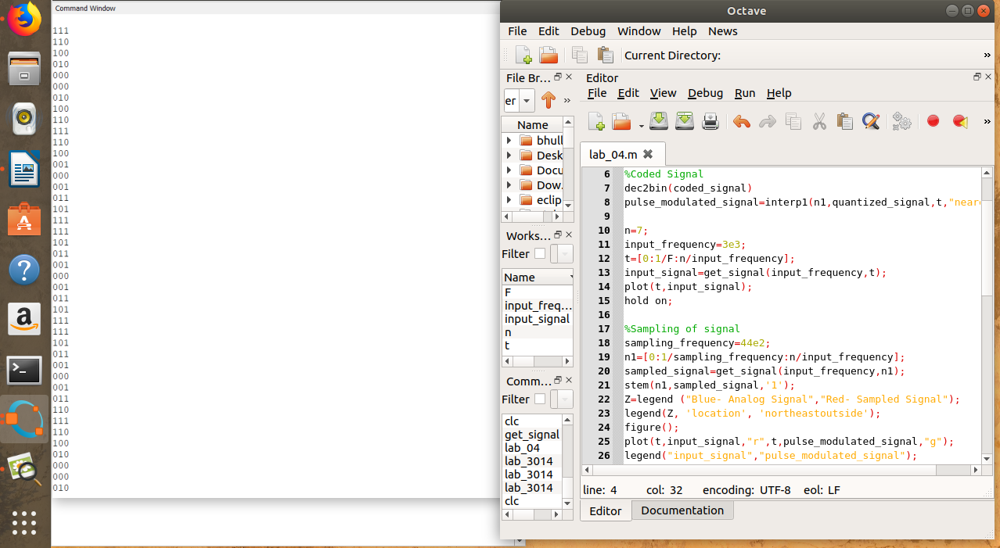 Command Window
111
110
100
010
000
000
010
100
110
111
110
100
001
000
001
011
101
111
111
101
011
001
000
001
011
101
111
111
101
011
001
000
001
011
110
111
110
100
010
000
000
010
Octave
File Edit Debug Window Help News
Current Directory:
File Br...
er
Name
bhull
Desk
Docu
Dow.
eclip
Works...
Filter
Name
F
input_freq...
input_signal
n
t
Comm...
Filter
clc
get_signal
lab_04
lab_3014
lab_3014
lab_3014
clc
Editor
File Edit View Debug Run Help
lab_04.m
6 %Coded Signal
7 dec2bin(coded_signal)
8 pulse_modulated_signal=interp1(n1,quantized_signal,t,"near
9
10 n=7;
11 input_frequency=3e3;
12 t=[0:1/F:n/input_frequency];
13 input_signal=get_signal(input_frequency,t);
14 plot(t,input_signal);
15 hold on;
16
17 %Sampling of signal
18 sampling_frequency=44e2;
19 n1=[0:1/sampling_frequency:n/input_frequency];
20 sampled_signal=get_signal(input_frequency,n1);
21 stem(n1,sampled_signal,'1');
22 Z=legend ("Blue- Analog Signal","Red- Sampled Signal");
23 legend(Z, 'location', 'northeastoutside');
24 figure();
25 plot(t,input_signal,"r",t,pulse_modulated_signal,"g");
26 legend("input_signal","pulse_modulated_signal");
line: 4 col: 32 encoding: UTF-8 eol: LF
Editor Documentation